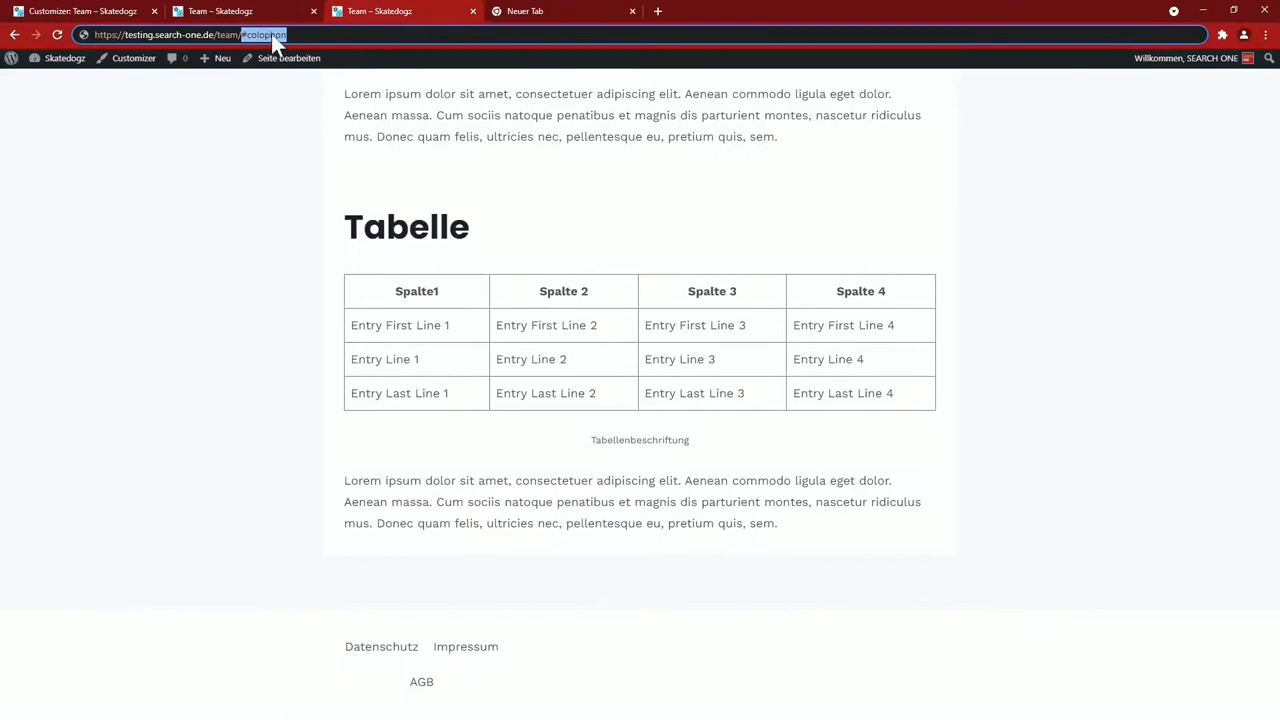 Customizer: Team – Skatedogz
Team – Skatedogz
Team – Skatedogz
Neuer Tab
https://testing.search-one.de/team/#colophon
Skatedogz
Customizer
0
Neu
Seite bearbeiten
Willkommen, SEARCH ONE
Lorem ipsum dolor sit amet, consectetuer adipiscing elit. Aenean commodo ligula eget dolor.
Aenean massa. Cum sociis natoque penatibus et magnis dis parturient montes, nascetur ridiculus
mus. Donec quam felis, ultricies nec, pellentesque eu, pretium quis, sem.
Tabelle
Spalte1 Spalte 2 Spalte 3 Spalte 4
Entry First Line 1 Entry First Line 2 Entry First Line 3 Entry First Line 4
Entry Line 1 Entry Line 2 Entry Line 3 Entry Line 4
Entry Last Line 1 Entry Last Line 2 Entry Last Line 3 Entry Last Line 4
Tabellenbeschriftung
Lorem ipsum dolor sit amet, consectetuer adipiscing elit. Aenean commodo ligula eget dolor.
Aenean massa. Cum sociis natoque penatibus et magnis dis parturient montes, nascetur ridiculus
mus. Donec quam felis, ultricies nec, pellentesque eu, pretium quis, sem.
Datenschutz Impressum
AGB